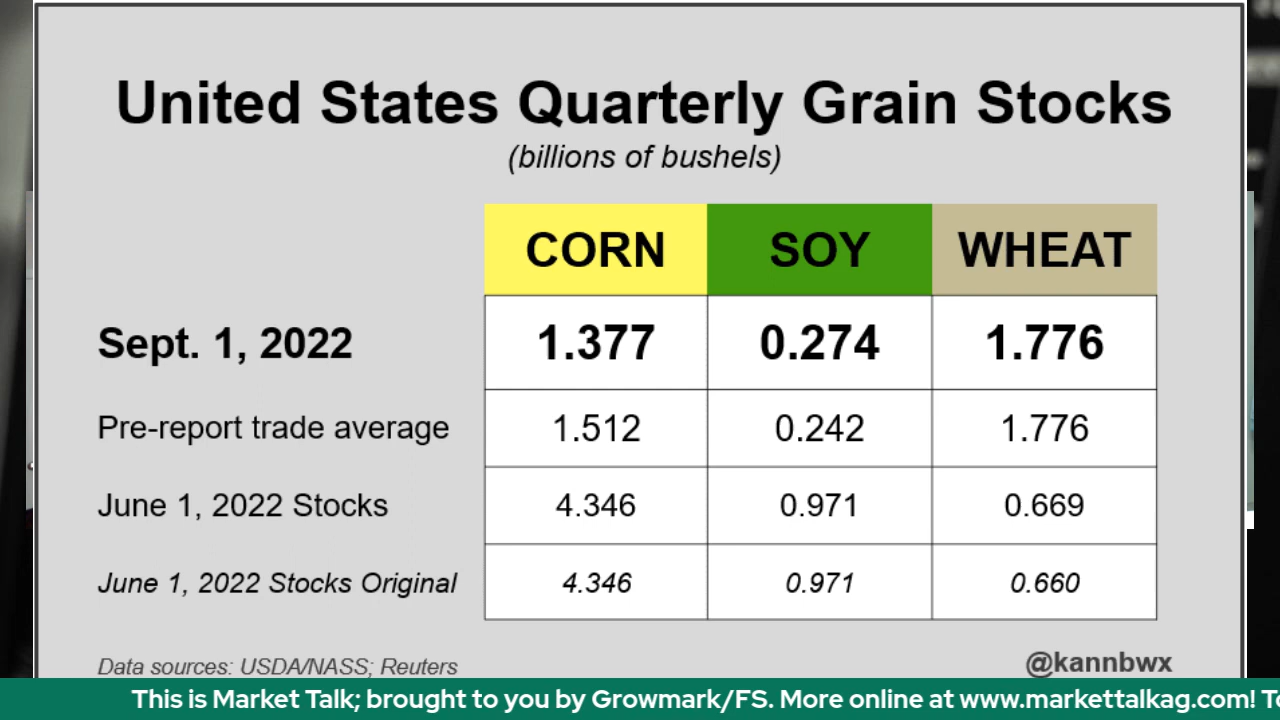 United States Quarterly Grain Stocks
(billions of bushels)
CORN SOY WHEAT
Sept. 1, 2022 1.377 0.274 1.776
Pre-report trade average 1.512 0.242 1.776
June 1, 2022 Stocks 4.346 0.971 0.669
June 1, 2022 Stocks Original 4.346 0.971 0.660
Data sources: USDA/NASS; Reuters @kannbwx
This is Market Talk; brought to you by Growmark/FS. More online at www.markettalkag.com!